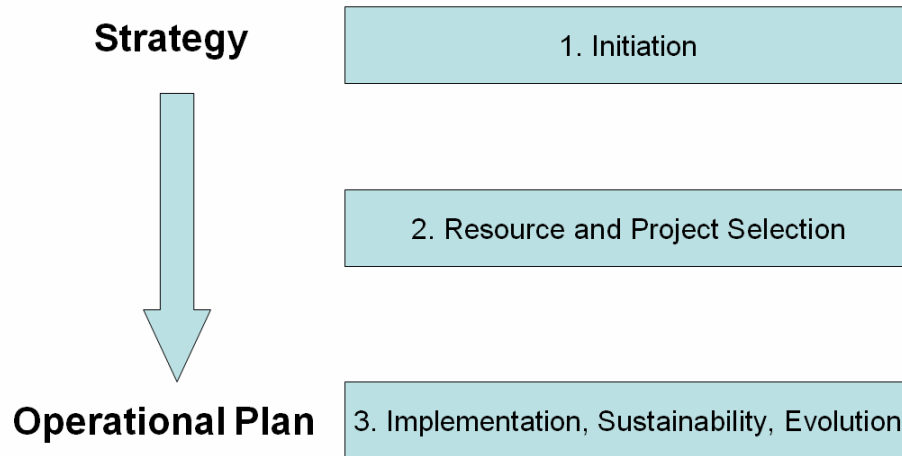 Strategy
1. Initiation
2. Resource and Project Selection
Operational Plan
3. Implementation, Sustainability, Evolution